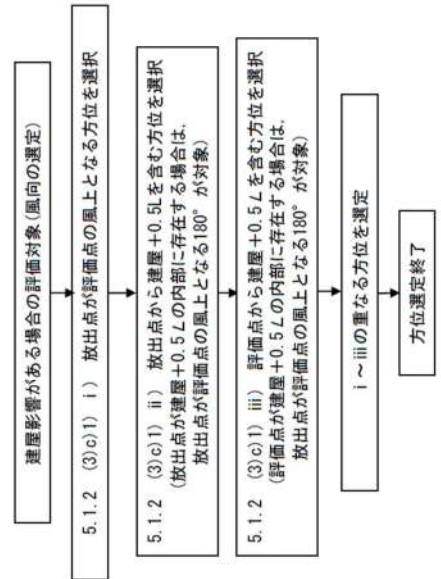 建屋影響がある場合の評価対象(風向の選定)
5.1.2 (3)c)1) i) 放出点が評価点の風上となる方位を選択
5.1.2 (3)c)1) ii) 放出点から建屋+0.5Lを含む方位を選択
(放出点が建屋+0.5Lの内部に存在する場合は,
放出点が評価点の風上となる180°が対象)
5.1.2 (3)c)1) iii) 評価点から建屋+0.5Lを含む方位を選択
(評価点が建屋+0.5Lの内部に存在する場合は,
放出点が評価点の風上となる180°が対象)
i~iiiの重なる方位を選定
方位選定終了